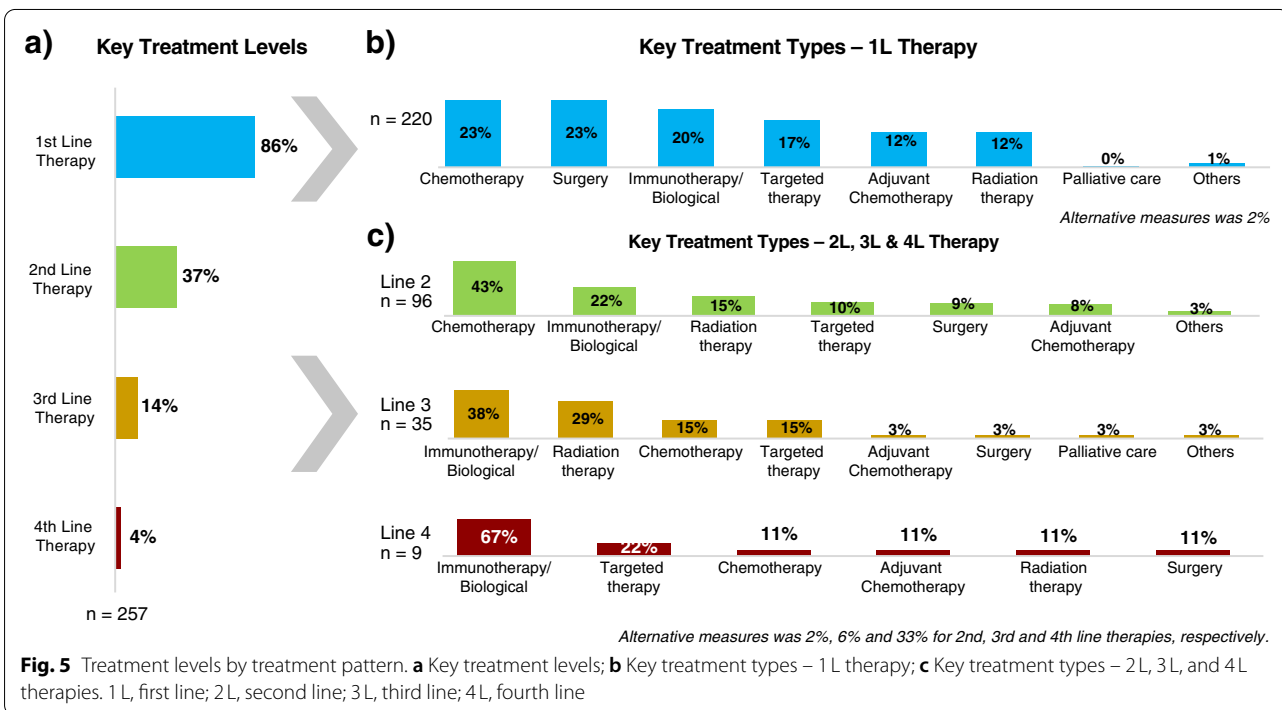 a) Key Treatment Levels
1st Line
Therapy
86%
2nd Line
Therapy
37%
3rd Line
Therapy
14%
4th Line
Therapy
4%
n = 257
b) Key Treatment Types – 1L Therapy
n = 220
23% 23% 20% 17% 12% 12% 0% 1%
Chemotherapy Surgery Immunotherapy/ Targeted Adjuvant Radiation Palliative care Others
Biological therapy Chemotherapy therapy
Alternative measures was 2%
c) Key Treatment Types – 2L, 3L & 4L Therapy
Line 2
n = 96
43% 22% 15% 10% 9% 8% 3%
Chemotherapy Immunotherapy/ Radiation Targeted Surgery Adjuvant Others
Biological therapy therapy Chemotherapy
Line 3
n = 35
38% 29% 15% 15% 3% 3% 3% 3%
Immunotherapy/ Radiation Chemotherapy Targeted Adjuvant Surgery Palliative care Others
Biological therapy therapy Chemotherapy
Line 4
n = 9
67% 22% 11% 11% 11% 11%
Immunotherapy/ Targeted therapy Chemotherapy Adjuvant Radiation Surgery
Biological Chemotherapy therapy
Alternative measures was 2%, 6% and 33% for 2nd, 3rd and 4th line therapies, respectively.
Fig. 5 Treatment levels by treatment pattern. a Key treatment levels; b Key treatment types – 1 L therapy; c Key treatment types – 2 L, 3 L, and 4 L
therapies. 1 L, first line; 2 L, second line; 3 L, third line; 4 L, fourth line